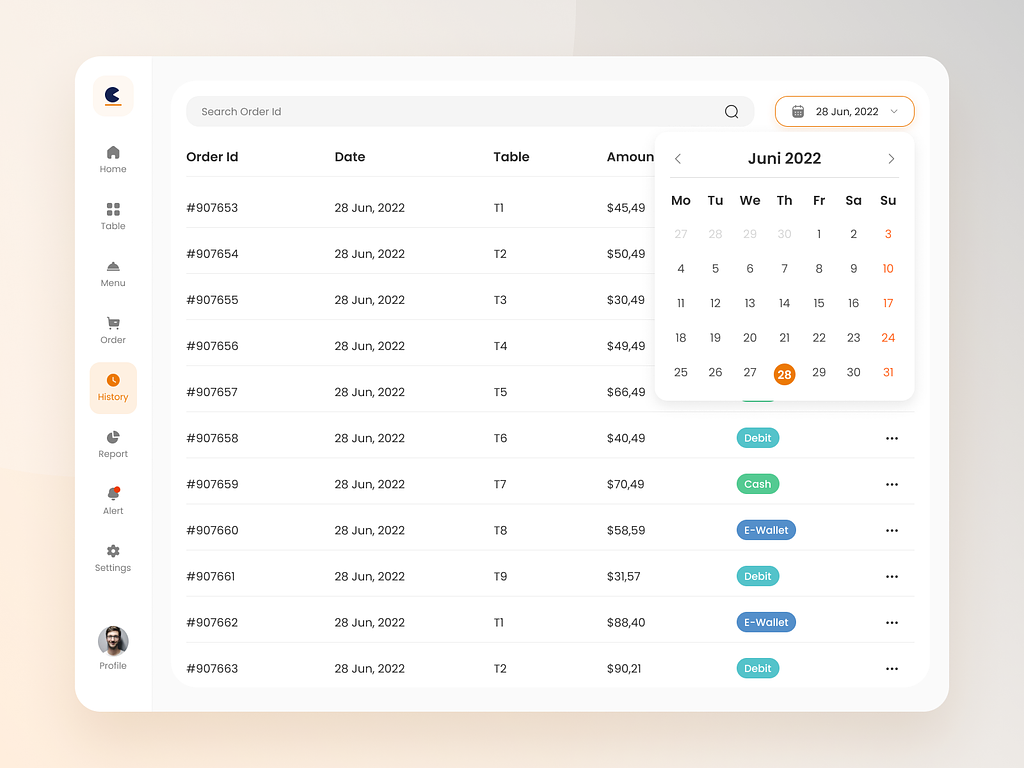 Search Order Id
28 Jun, 2022
Home
Table
Menu
Order
History
Report
Alert
Settings
Profile
Order Id Date Table Amoun
#907653 28 Jun, 2022 T1 $45,49
#907654 28 Jun, 2022 T2 $50,49
#907655 28 Jun, 2022 T3 $30,49
#907656 28 Jun, 2022 T4 $49,49
#907657 28 Jun, 2022 T5 $66,49
#907658 28 Jun, 2022 T6 $40,49 Debit
#907659 28 Jun, 2022 T7 $70,49 Cash
#907660 28 Jun, 2022 T8 $58,59 E-Wallet
#907661 28 Jun, 2022 T9 $31,57 Debit
#907662 28 Jun, 2022 T1 $88,40 E-Wallet
#907663 28 Jun, 2022 T2 $90,21 Debit
Juni 2022
Mo Tu We Th Fr Sa Su
27 28 29 30 1 2 3
4 5 6 7 8 9 10
11 12 13 14 15 16 17
18 19 20 21 22 23 24
25 26 27 28 29 30 31